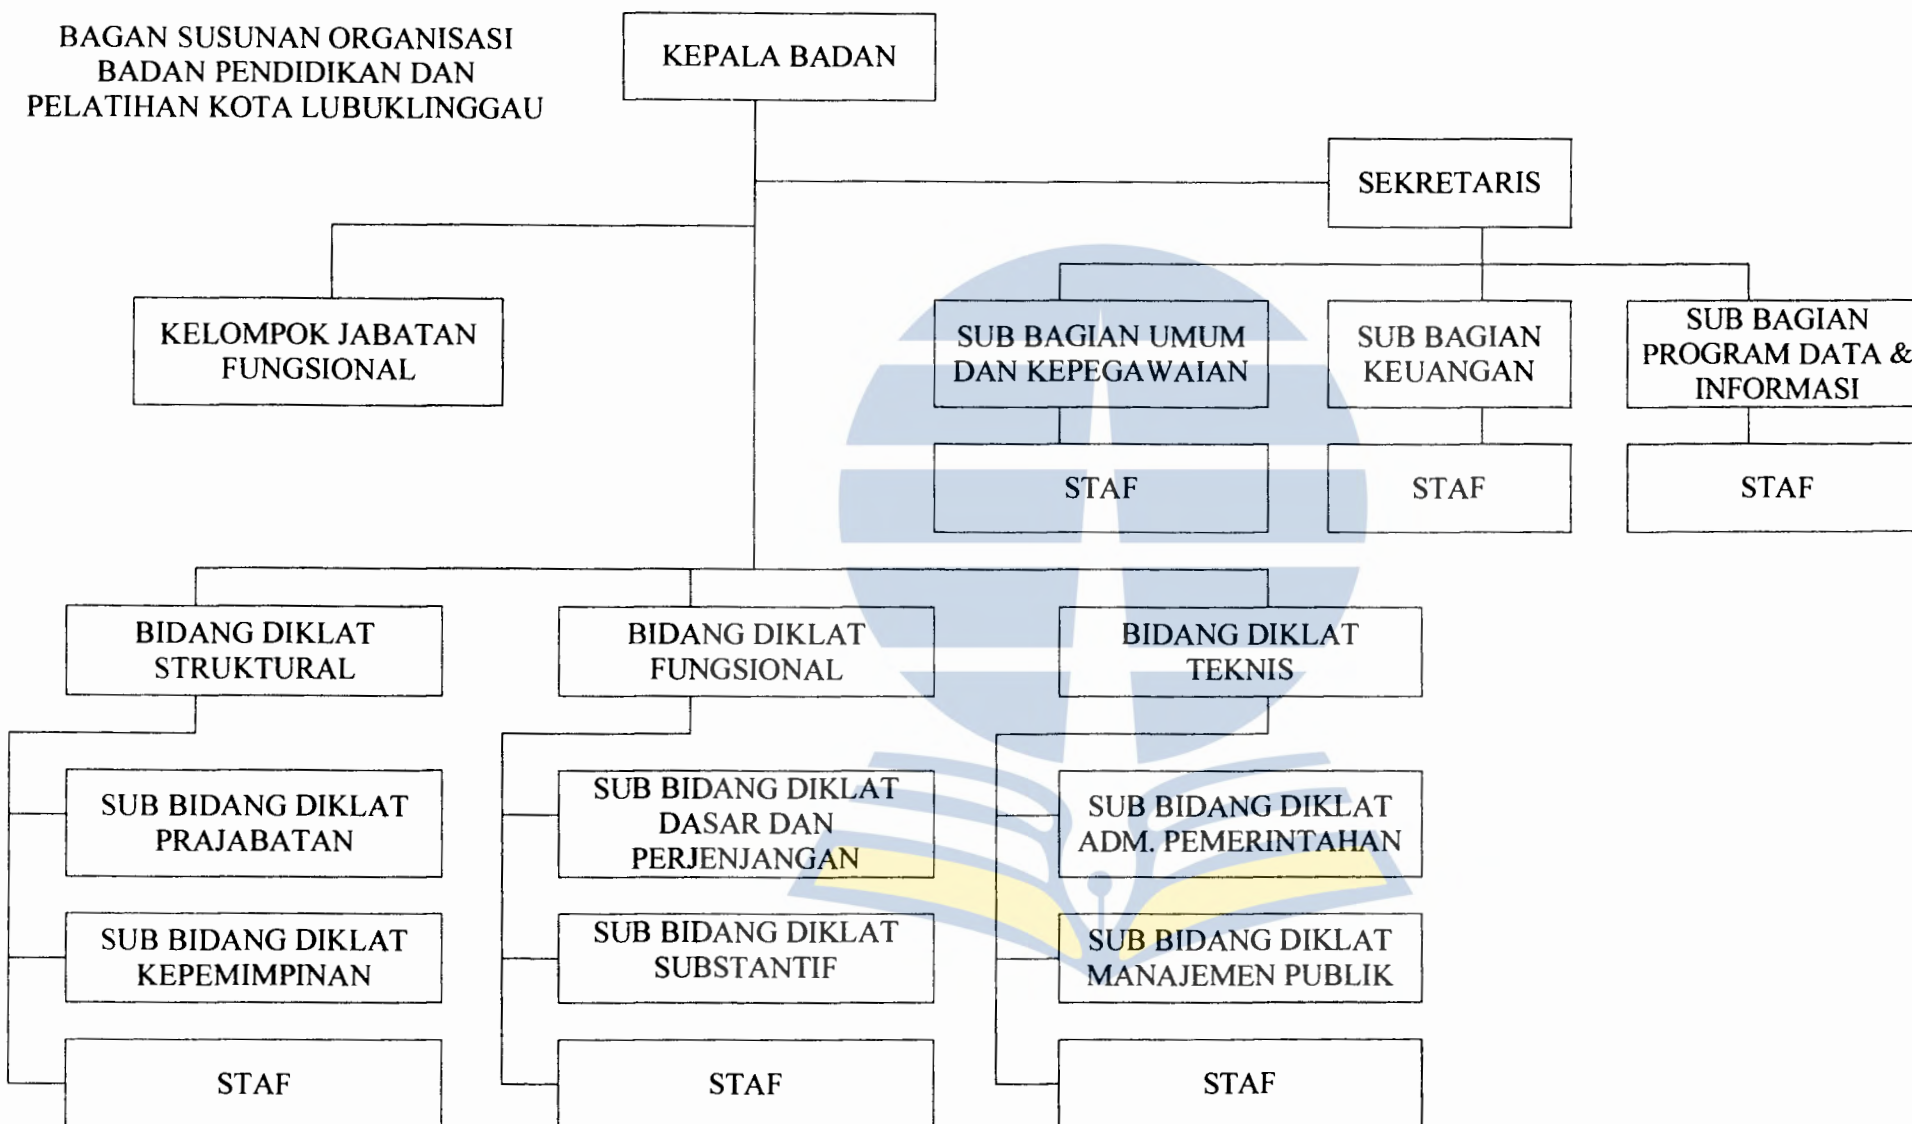 BAGAN SUSUNAN ORGANISASI
BADAN PENDIDIKAN DAN
PELATIHAN KOTA LUBUKLINGGAU
KEPALA BADAN
SEKRETARIS
KELOMPOK JABATAN
FUNGSIONAL
SUB BAGIAN UMUM
DAN KEPEGAWAIAN
SUB BAGIAN
KEUANGAN
SUB BAGIAN
PROGRAM DATA &
INFORMASI
STAF
STAF
STAF
BIDANG DIKLAT
STRUKTURAL
BIDANG DIKLAT
FUNGSIONAL
BIDANG DIKLAT
TEKNIS
SUB BIDANG DIKLAT
PRAJABATAN
SUB BIDANG DIKLAT
DASAR DAN
PERJENJANGAN
SUB BIDANG DIKLAT
ADM. PEMERINTAHAN
SUB BIDANG DIKLAT
KEPEMIMPINAN
SUB BIDANG DIKLAT
SUBSTANTIF
SUB BIDANG DIKLAT
MANAJEMEN PUBLIK
STAF
STAF
STAF